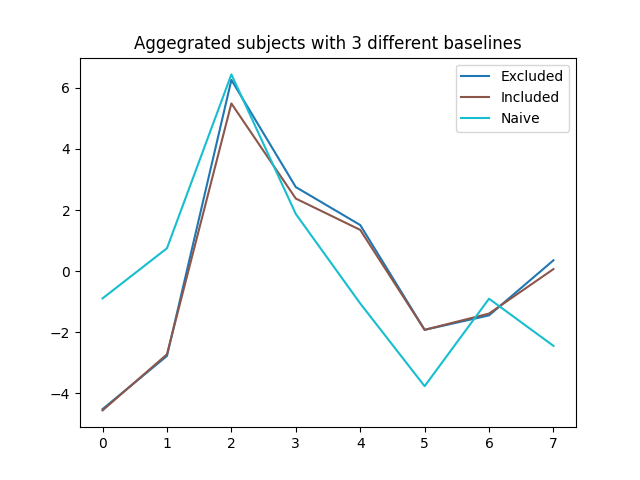 Aggegrated subjects with 3 different baselines
Excluded
Included
Naive
6
4
2
0
−2
−4
0 1 2 3 4 5 6 7